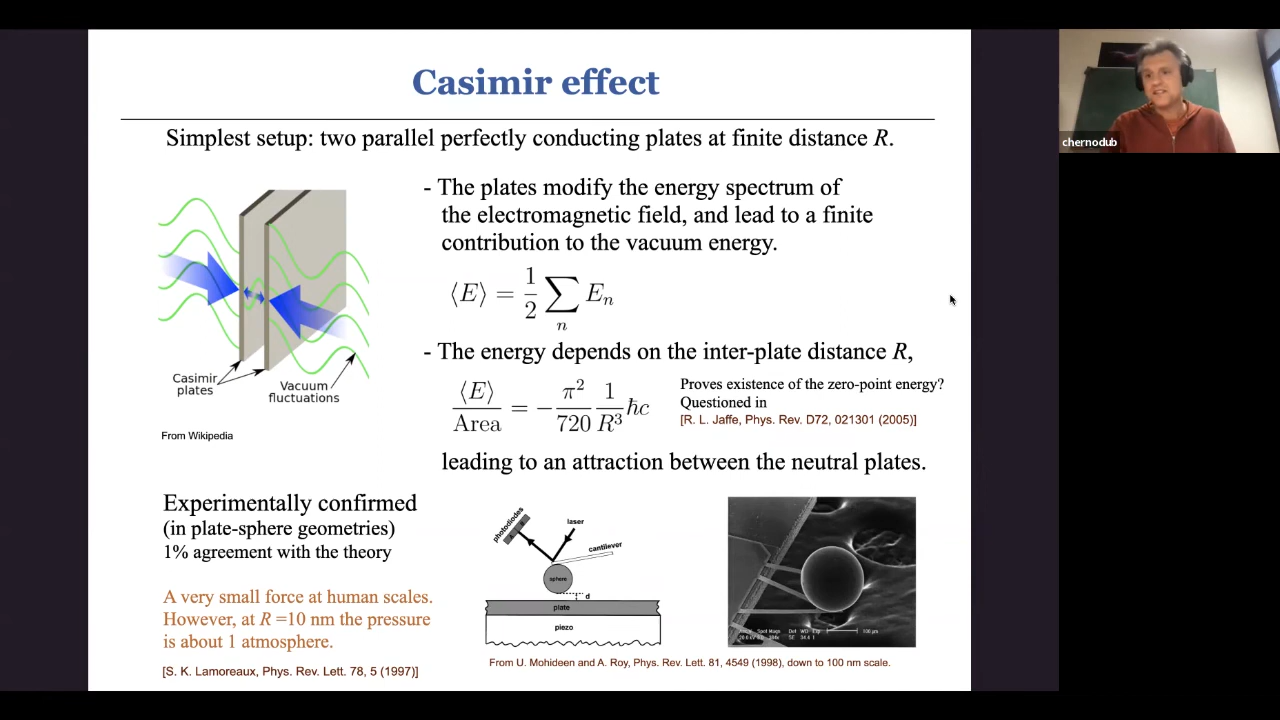 Casimir effect
Simplest setup: two parallel perfectly conducting plates at finite distance R.
- The plates modify the energy spectrum of
the electromagnetic field, and lead to a finite
contribution to the vacuum energy.
⟨E⟩ = 1/2 ∑_n E_n
- The energy depends on the inter-plate distance R,
⟨E⟩/Area = − π²/720 1/R³ ħc
Proves existence of the zero-point energy?
Questioned in
[R. L. Jaffe, Phys. Rev. D72, 021301 (2005)]
leading to an attraction between the neutral plates.
Casimir
plates
Vacuum
fluctuations
From Wikipedia
Experimentally confirmed
(in plate-sphere geometries)
1% agreement with the theory
A very small force at human scales.
However, at R =10 nm the pressure
is about 1 atmosphere.
[S. K. Lamoreaux, Phys. Rev. Lett. 78, 5 (1997)]
photodiodes
laser
cantilever
sphere
d
plate
piezo
100 µm
From U. Mohideen and A. Roy, Phys. Rev. Lett. 81, 4549 (1998), down to 100 nm scale.
chernodub